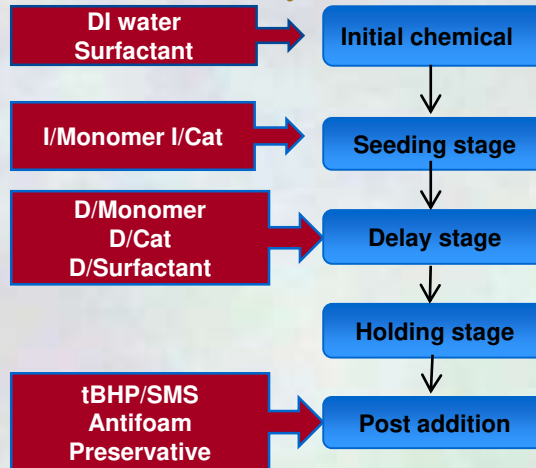 DI water
Surfactant
Initial chemical
I/Monomer I/Cat
Seeding stage
D/Monomer
D/Cat
D/Surfactant
Delay stage
Holding stage
tBHP/SMS
Antifoam
Preservative
Post addition